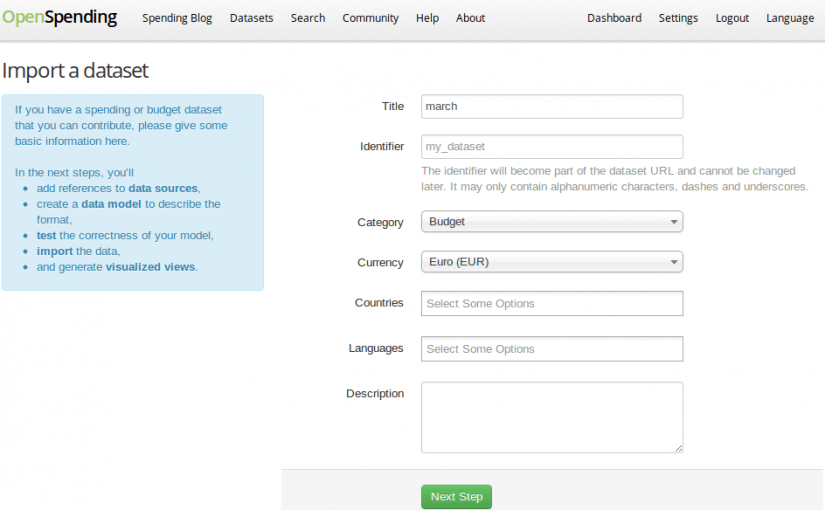 OpenSpending Spending Blog Datasets Search Community Help About Dashboard Settings Logout Language
Import a dataset
If you have a spending or budget dataset
that you can contribute, please give some
basic information here.
In the next steps, you'll
add references to data sources,
create a data model to describe the
format,
test the correctness of your model,
import the data,
and generate visualized views.
Title march
Identifier my_dataset
The identifier will become part of the dataset URL and cannot be changed
later. It may only contain alphanumeric characters, dashes and underscores.
Category Budget
Currency Euro (EUR)
Countries Select Some Options
Languages Select Some Options
Description
Next Step